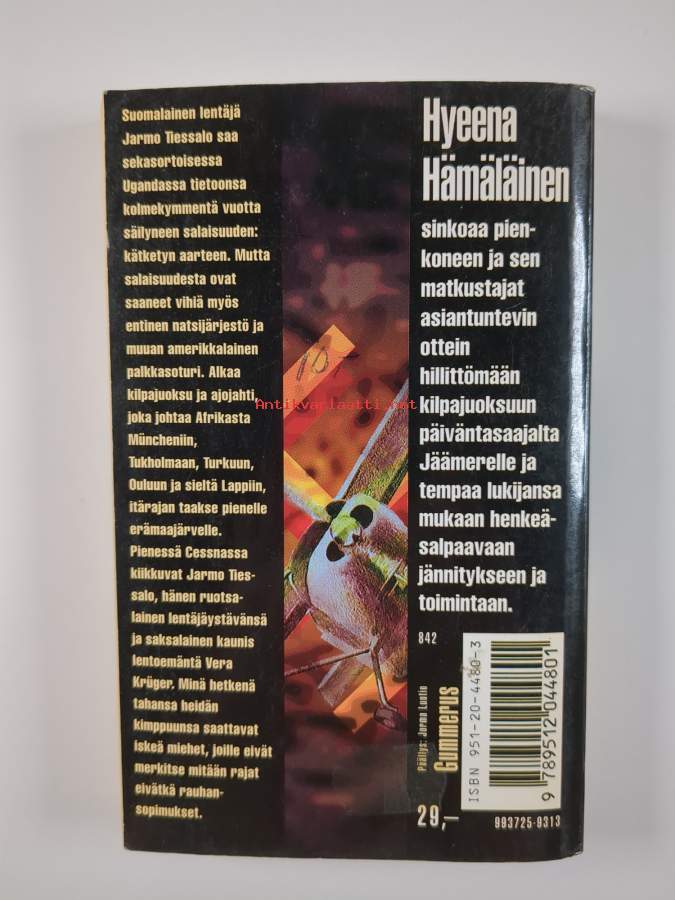 Suomalainen lentäjä
Jarmo Tiessalo saa
sekasortoisessa
Ugandassa tietoonsa
kolmekymmentä vuotta
säilyneen salaisuuden:
kätketyn aarteen. Mutta
salaisuudesta ovat
saaneet vihiä myös
entinen natsijärjestö ja
muuan amerikkalainen
palkkasoturi. Alkaa
kilpajuoksu ja ajojahti,
joka johtaa Afrikasta
Müncheniin,
Tukholmaan, Turkuun,
Ouluun ja sieltä Lappiin,
itärajan taakse pienelle
erämaajärvelle.
Pienessä Cessnassa
kiikkuvat Jarmo Ties-
salo, hänen ruotsa-
lainen lentäjäystävänsä
ja saksalainen kaunis
lentoemäntä Vera
Krüger. Minä hetkenä
tahansa heidän
kimppuunsa saattavat
iskeä miehet, joille eivät
merkitse mitään rajat
eivätkä rauhan-
sopimukset.
10
Antikvariaatti.net
Hyeena
Hämäläinen
sinkoaa pien-
koneen ja sen
matkustajat
asiantuntevin
ottein
hillittömään
kilpajuoksuun
päiväntasaajalta
Jäämerelle ja
tempaa lukijansa
mukaan henkeä-
salpaavaan
jännitykseen ja
toimintaan.
842
Päällys: Jorma Luotio
Gummerus
29,–
ISBN 951-20-4480-3
9 789512 044801
993725-9313